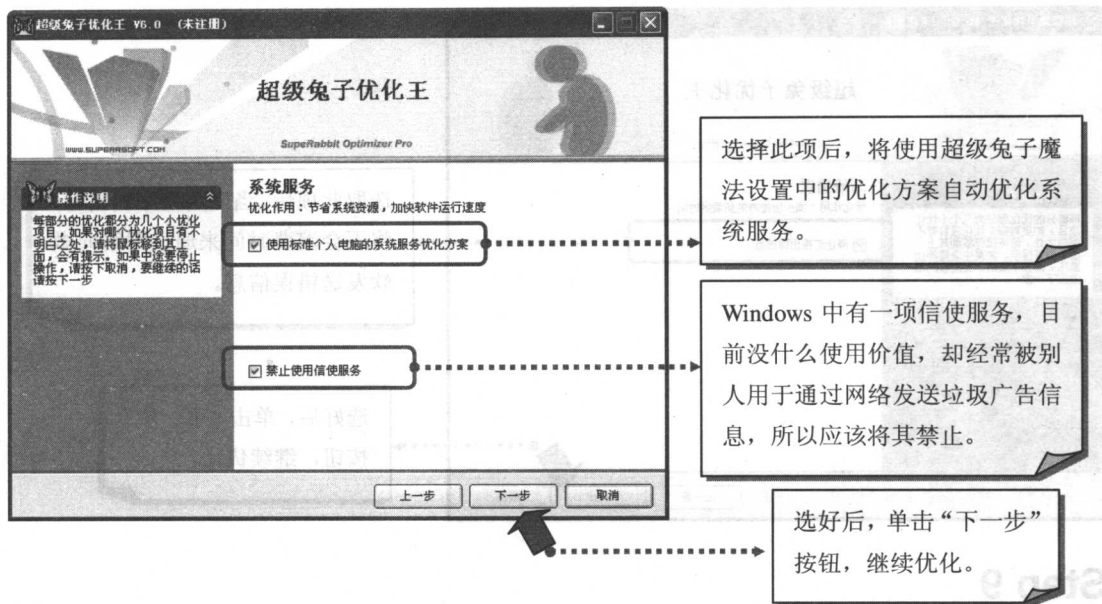 超级兔子优化王 V6.0 (未注册)
超级兔子优化王
SupeRabbit Optimizer Pro
WWW.SUPERRSOFT.COM
操作说明
每部分的优化都分为几个小优化
项目,如果对哪个优化项目有不
明白之处,请将鼠标移到其上
面,会有提示。如果中途要停止
操作,请按下取消,要继续的话
请按下一步
系统服务
优化作用:节省系统资源,加快软件运行速度
使用标准个人电脑的系统服务优化方案
禁止使用信使服务
上一步
下一步
取消
选择此项后,将使用超级兔子魔
法设置中的优化方案自动优化系
统服务。
Windows 中有一项信使服务,目
前没什么使用价值,却经常被别
人用于通过网络发送垃圾广告信
息,所以应该将其禁止。
选好后,单击“下一步”
按钮,继续优化。